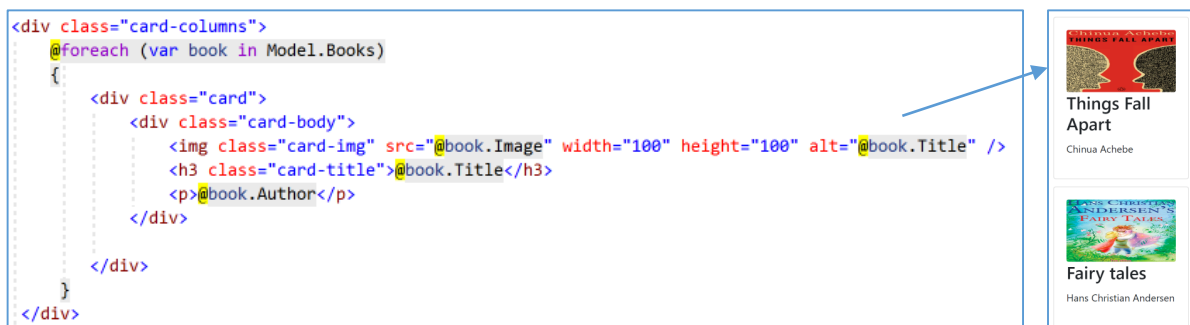 <div class="card-columns">
@foreach (var book in Model.Books)
{
<div class="card">
<div class="card-body">
<img class="card-img" src="@book.Image" width="100" height="100" alt="@book.Title" />
<h3 class="card-title">@book.Title</h3>
<p>@book.Author</p>
</div>
</div>
}
</div>
Chinua Achebe
THINGS FALL APART
Things Fall
Apart
Chinua Achebe
HANS CHRISTIAN
ANDERSEN'S
FAIRY TALES
Fairy tales
Hans Christian Andersen